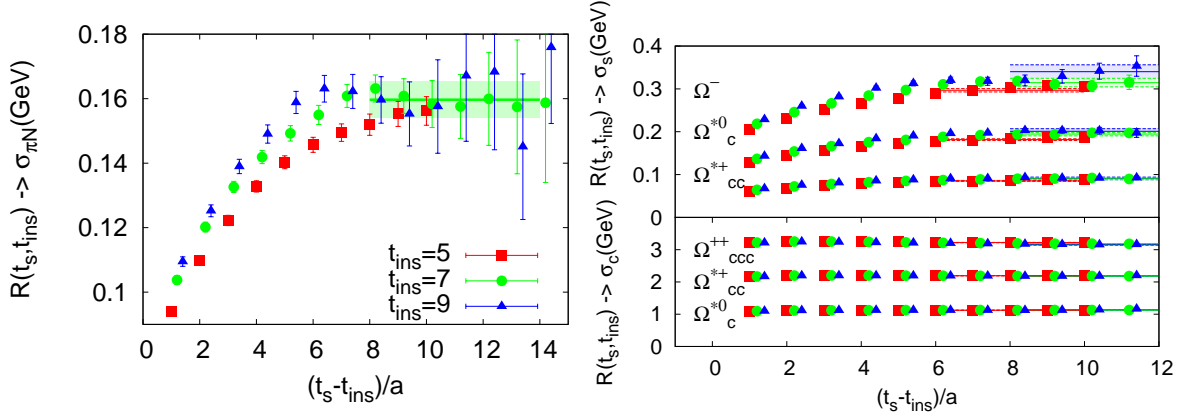 R(t_s,t_ins) -> σ_πN(GeV)
0.18
0.16
0.14
0.12
0.1
t_ins=5
t_ins=7
t_ins=9
0 2 4 6 8 10 12 14
(t_s-t_ins)/a
R(t_s,t_ins) -> σ_s(GeV)
0.4
0.3
0.2
0.1
0
Ω^-
Ω^*0_c
Ω^*+_cc
R(t_s,t_ins) -> σ_c(GeV)
3
2
1
0
Ω^++_ccc
Ω^*+_cc
Ω^*0_c
0 2 4 6 8 10 12
(t_s-t_ins)/a